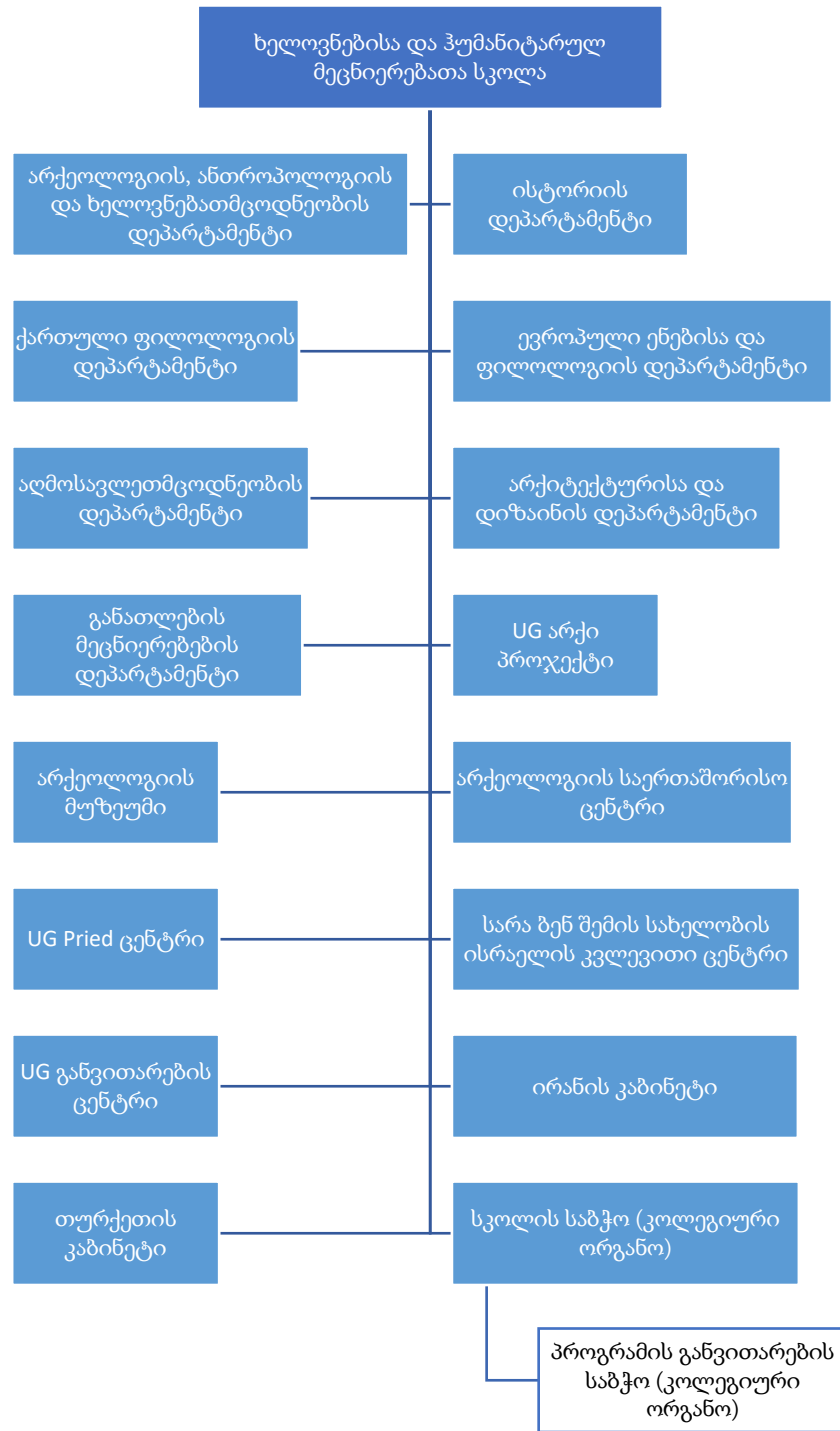 ხელოვნებისა და ჰუმანიტარულ
მეცნიერებათა სკოლა
არქეოლოგიის, ანთროპოლოგიის
და ხელოვნებათმცოდნეობის
დეპარტამენტი
ისტორიის
დეპარტამენტი
ქართული ფილოლოგიის
დეპარტამენტი
ევროპული ენებისა და
ფილოლოგიის დეპარტამენტი
აღმოსავლეთმცოდნეობის
დეპარტამენტი
არქიტექტურისა და
დიზაინის დეპარტამენტი
განათლების
მეცნიერებების
დეპარტამენტი
UG არქი
პროჯექტი
არქეოლოგიის
მუზეუმი
არქეოლოგიის საერთაშორისო
ცენტრი
UG Pried ცენტრი
სარა ბენ შემის სახელობის
ისრაელის კვლევითი ცენტრი
UG განვითარების
ცენტრი
ირანის კაბინეტი
თურქეთის
კაბინეტი
სკოლის საბჭო (კოლეგიური
ორგანო)
პროგრამის განვითარების
საბჭო (კოლეგიური
ორგანო)